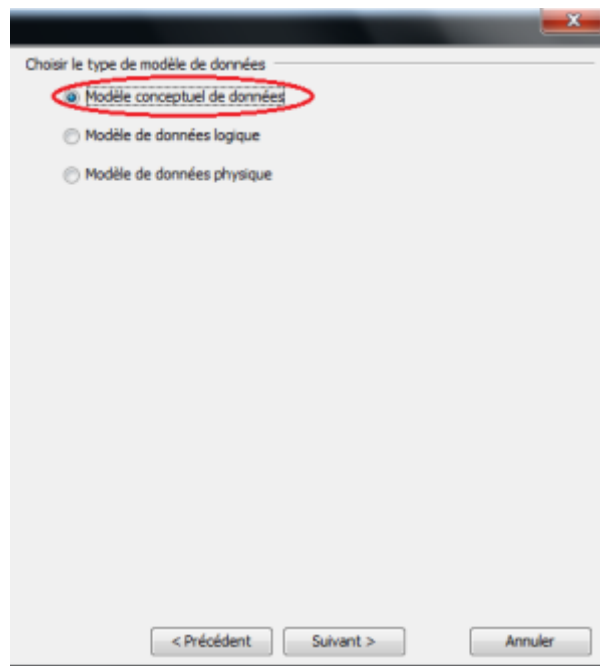 Choisir le type de modèle de données
Modèle conceptuel de données
Modèle de données logique
Modèle de données physique
< Précédent
Suivant >
Annuler